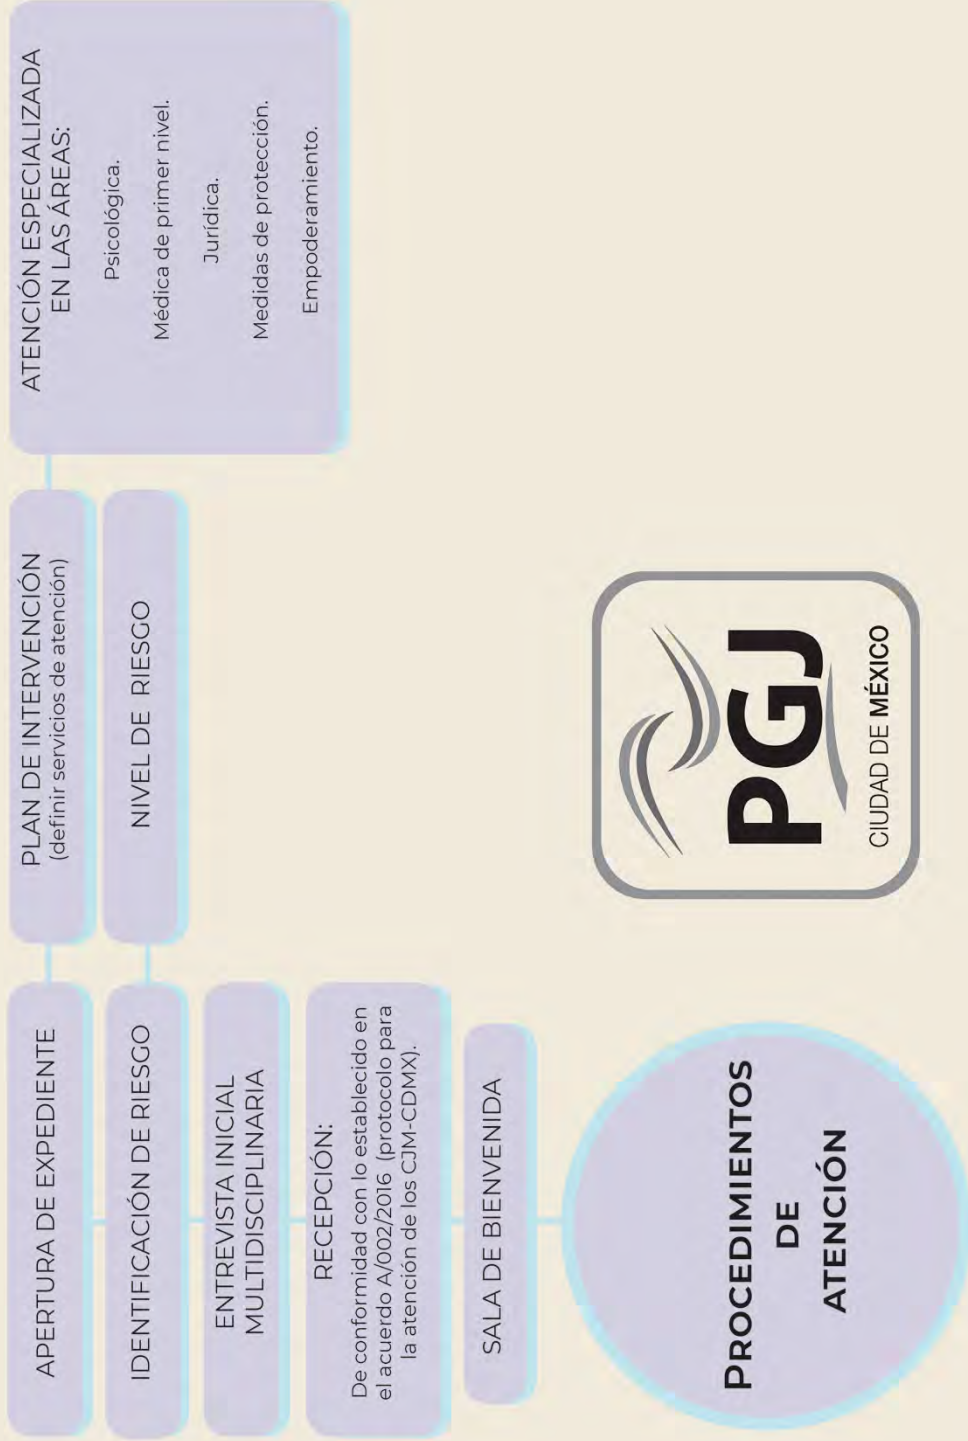 APERTURA DE EXPEDIENTE
IDENTIFICACIÓN DE RIESGO
ENTREVISTA INICIAL
MULTIDISCIPLINARIA
RECEPCIÓN:
De conformidad con lo establecido en
el acuerdo A/002/2016 (protocolo para
la atención de los CJM-CDMX).
SALA DE BIENVENIDA
PROCEDIMIENTOS
DE
ATENCIÓN
PLAN DE INTERVENCIÓN
(definir servicios de atención)
NIVEL DE RIESGO
ATENCIÓN ESPECIALIZADA
EN LAS ÁREAS:
Psicológica.
Médica de primer nivel.
Jurídica.
Medidas de protección.
Empoderamiento.
PGJ
CIUDAD DE MÉXICO